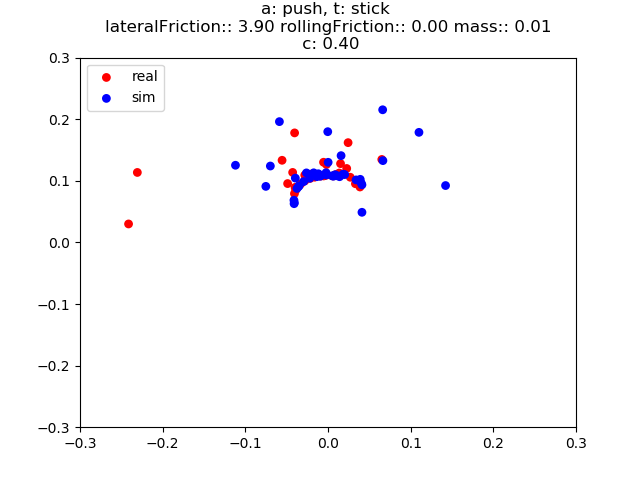 a: push, t: stick
lateralFriction:: 3.90 rollingFriction:: 0.00 mass:: 0.01
c: 0.40
0.3
real
sim
0.2
0.1
0.0
−0.1
−0.2
−0.3
−0.3 −0.2 −0.1 0.0 0.1 0.2 0.3